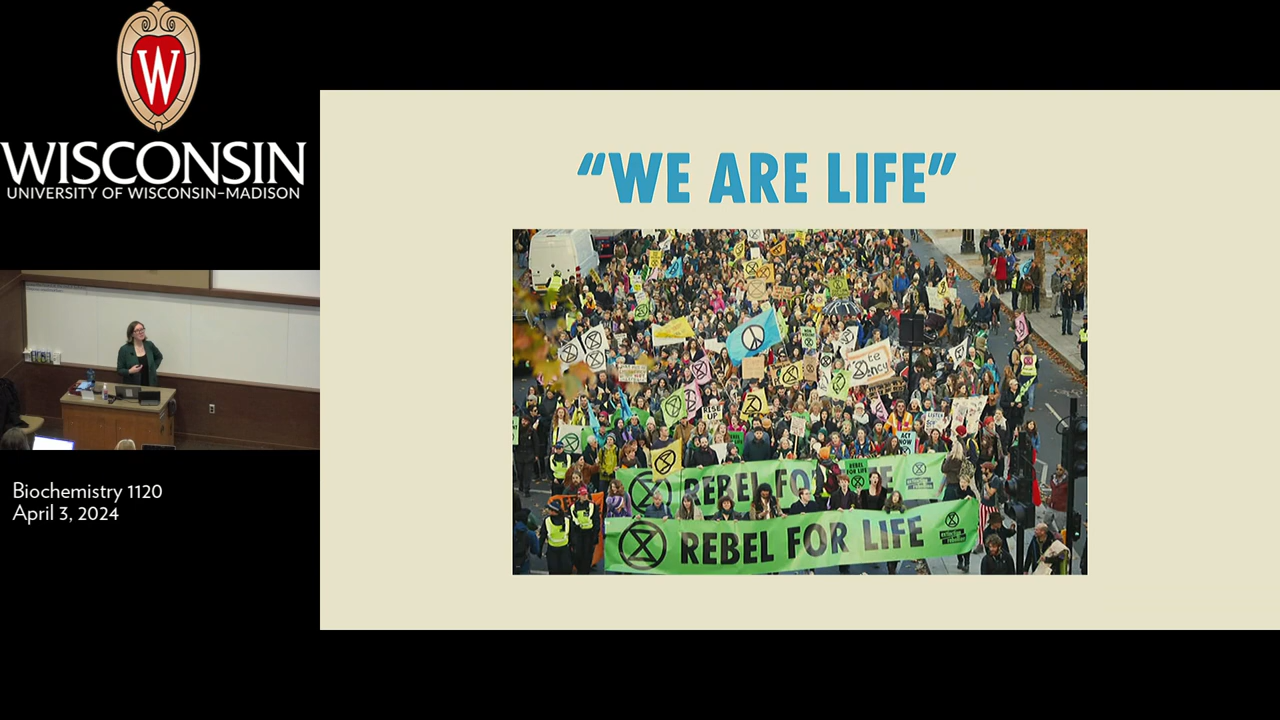 W
WISCONSIN
UNIVERSITY OF WISCONSIN–MADISON
Biochemistry 1120
April 3, 2024
“WE ARE LIFE”
RISE
UP
ACT
NOW
REBEL
FOR LIFE
REBEL FOR LIFE